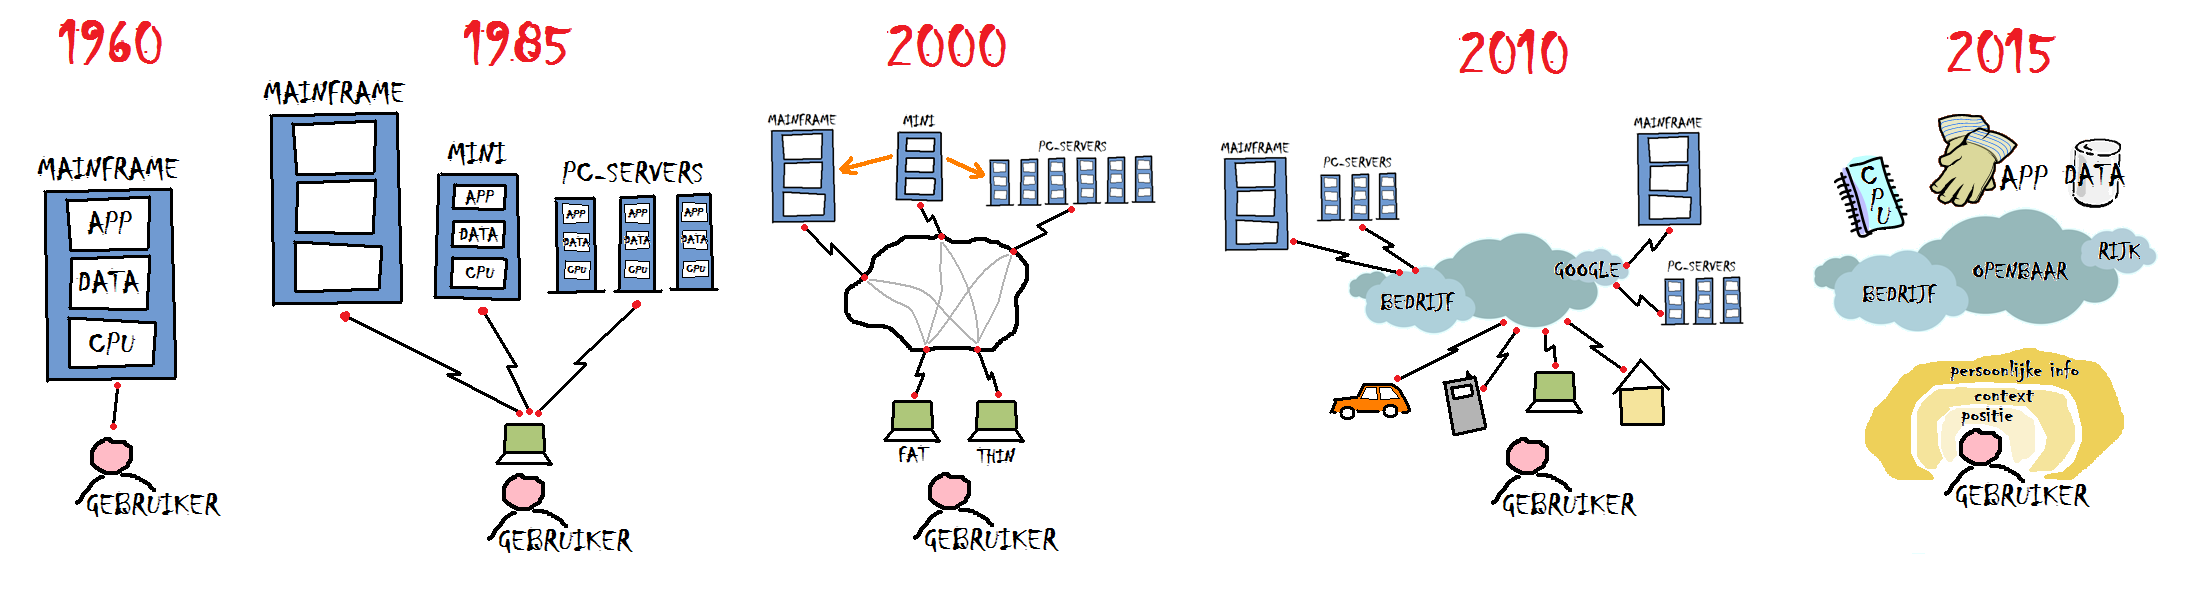 1960
MAINFRAME
APP
DATA
CPU
GEBRUIKER
1985
MAINFRAME
MINI
APP
DATA
CPU
PC-SERVERS
APP
DATA
CPU
APP
DATA
CPU
APP
DATA
CPU
GEBRUIKER
2000
MAINFRAME
MINI
PC-SERVERS
FAT
THIN
GEBRUIKER
2010
MAINFRAME
PC-SERVERS
MAINFRAME
PC-SERVERS
GOOGLE
BEDRIJF
GEBRUIKER
2015
CPU
APP
DATA
RIJK
OPENBAAR
BEDRIJF
persoonlijke info
context
positie
GEBRUIKER